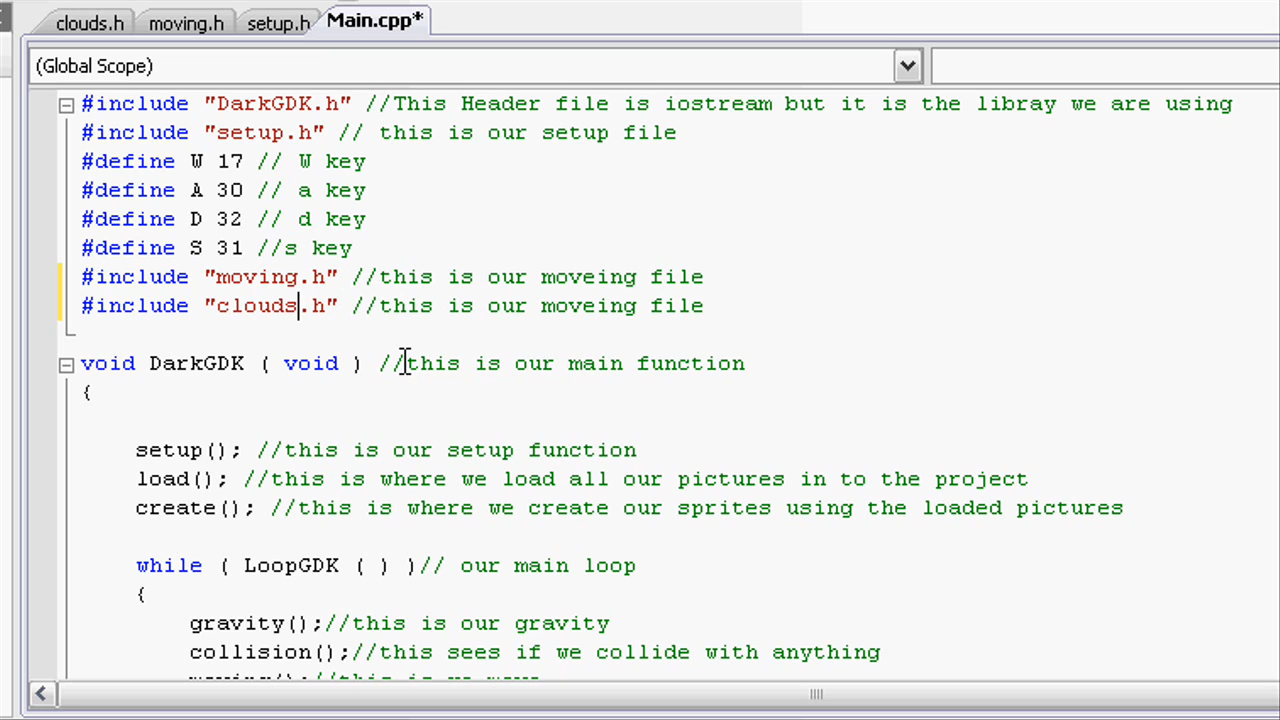 clouds.h moving.h setup.h Main.cpp*
(Global Scope)
#include "DarkGDK.h" //This Header file is iostream but it is the libray we are using
#include "setup.h" // this is our setup file
#define W 17 // W key
#define A 30 // a key
#define D 32 // d key
#define S 31 //s key
#include "moving.h" //this is our moveing file
#include "clouds.h" //this is our moveing file
void DarkGDK ( void ) //this is our main function
{
setup(); //this is our setup function
load(); //this is where we load all our pictures in to the project
create(); //this is where we create our sprites using the loaded pictures
while ( LoopGDK ( ) )// our main loop
{
gravity();//this is our gravity
collision();//this sees if we collide with anything